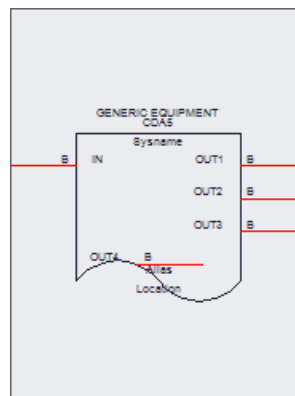 GENERIC EQUIPMENT
CDA5
Sysname
B IN OUT1 B
OUT2 B
OUT3 B
OUT4 B
Alias
Location